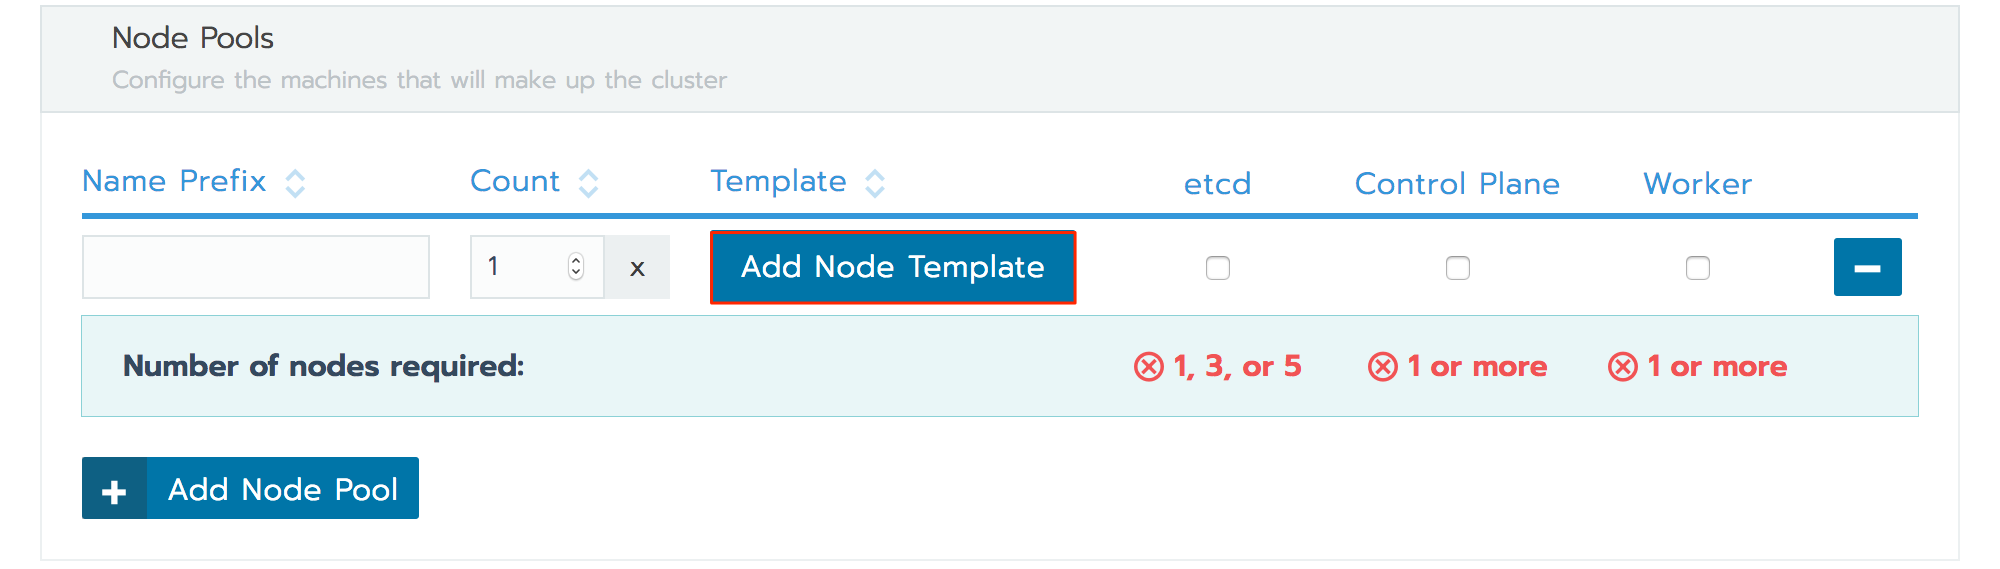 Node Pools
Configure the machines that will make up the cluster
Name Prefix Count Template etcd Control Plane Worker
1 x Add Node Template
Number of nodes required: 1, 3, or 5 1 or more 1 or more
+ Add Node Pool